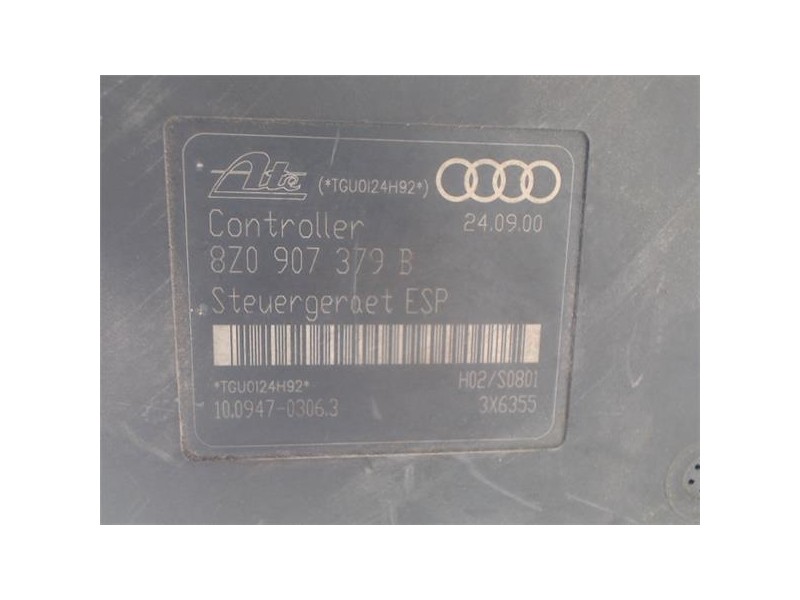 Ate (*TGU0124H92*)
Controller 24.09.00
8Z0 907 379 B
Steuergeraet ESP
*TGU0124H92* H02/S0801
10.0947-0306.3 3X6355